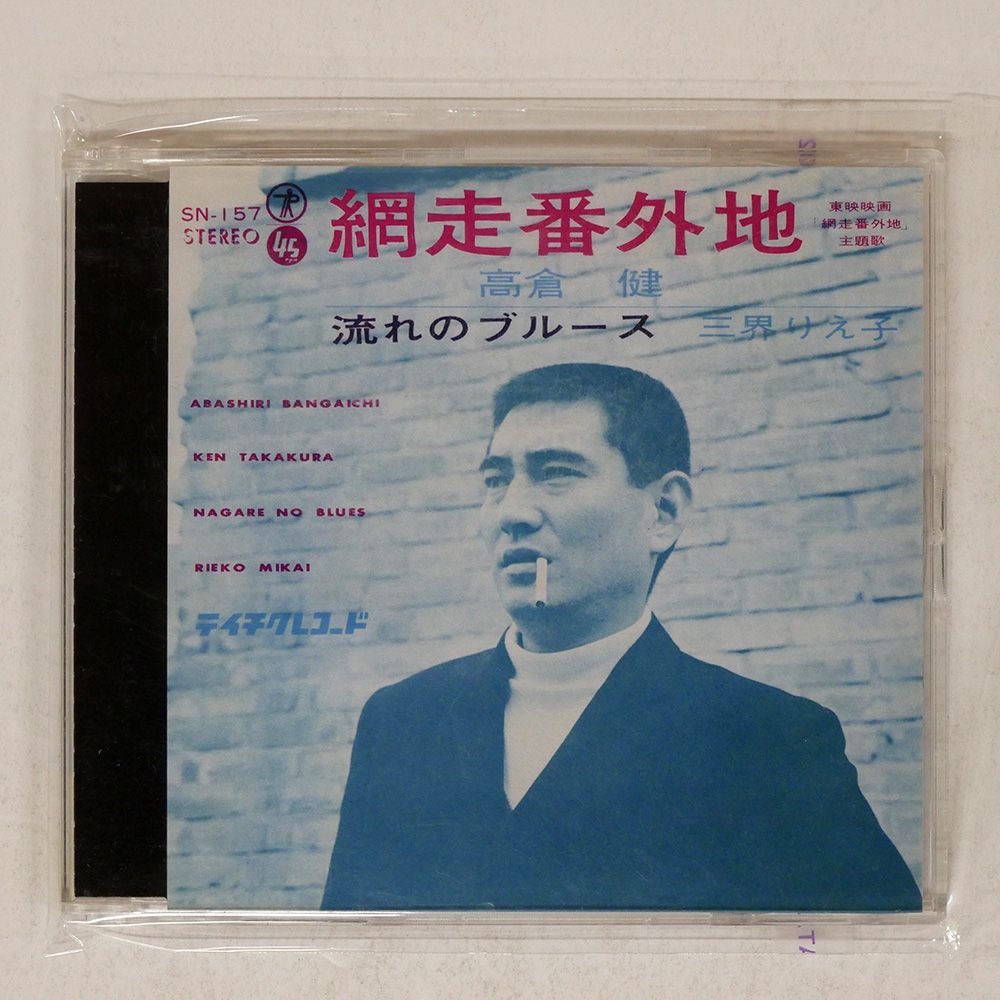 SN-157
STEREO
45
網走番外地
東映映画
「網走番外地」
主題歌
高倉 健
流れのブルース 三界りえ子
ABASHIRI BANGAICHI
KEN TAKAKURA
NAGARE NO BLUES
RIEKO MIKAI
テイチクレコード